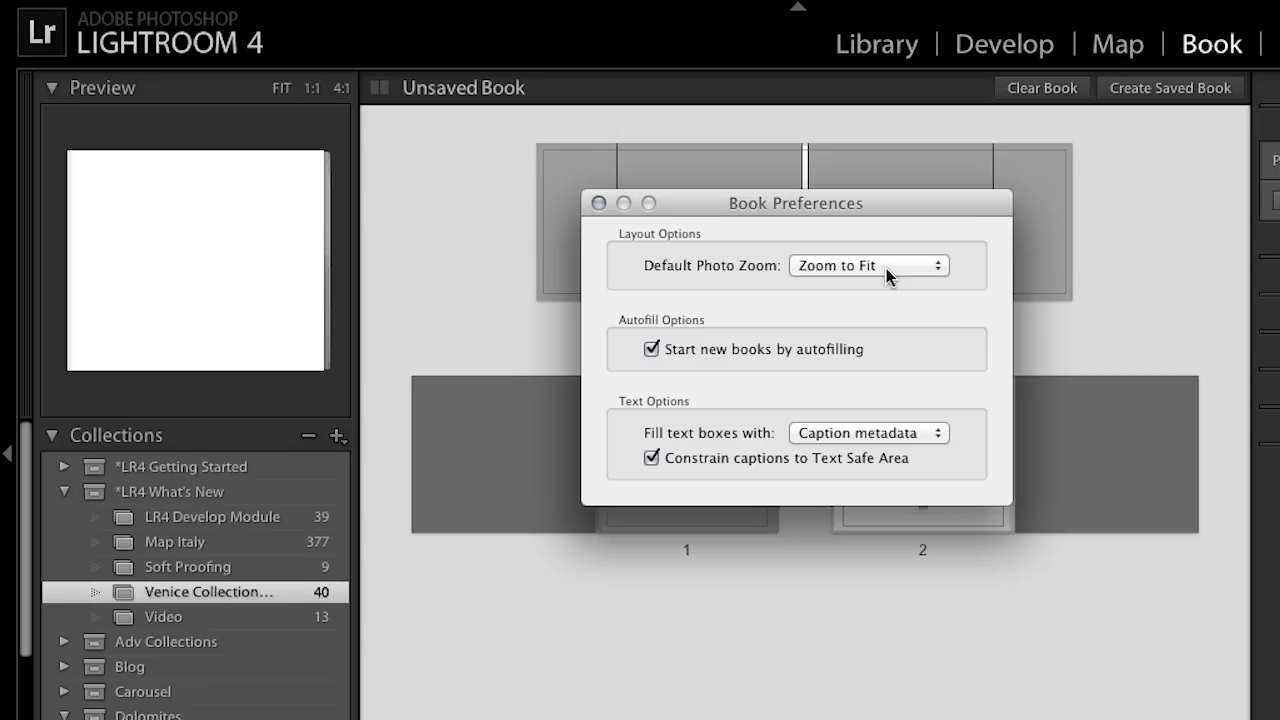 Lr
ADOBE PHOTOSHOP
LIGHTROOM 4
Library | Develop | Map | Book |
Preview FIT 1:1 4:1
Unsaved Book
Clear Book
Create Saved Book
Book Preferences
Layout Options
Default Photo Zoom: Zoom to Fit
Autofill Options
Start new books by autofilling
Text Options
Fill text boxes with: Caption metadata
Constrain captions to Text Safe Area
1
2
Collections
*LR4 Getting Started
*LR4 What's New
LR4 Develop Module 39
Map Italy 377
Soft Proofing 9
Venice Collection... 40
Video 13
Adv Collections
Blog
Carousel
Dolomites